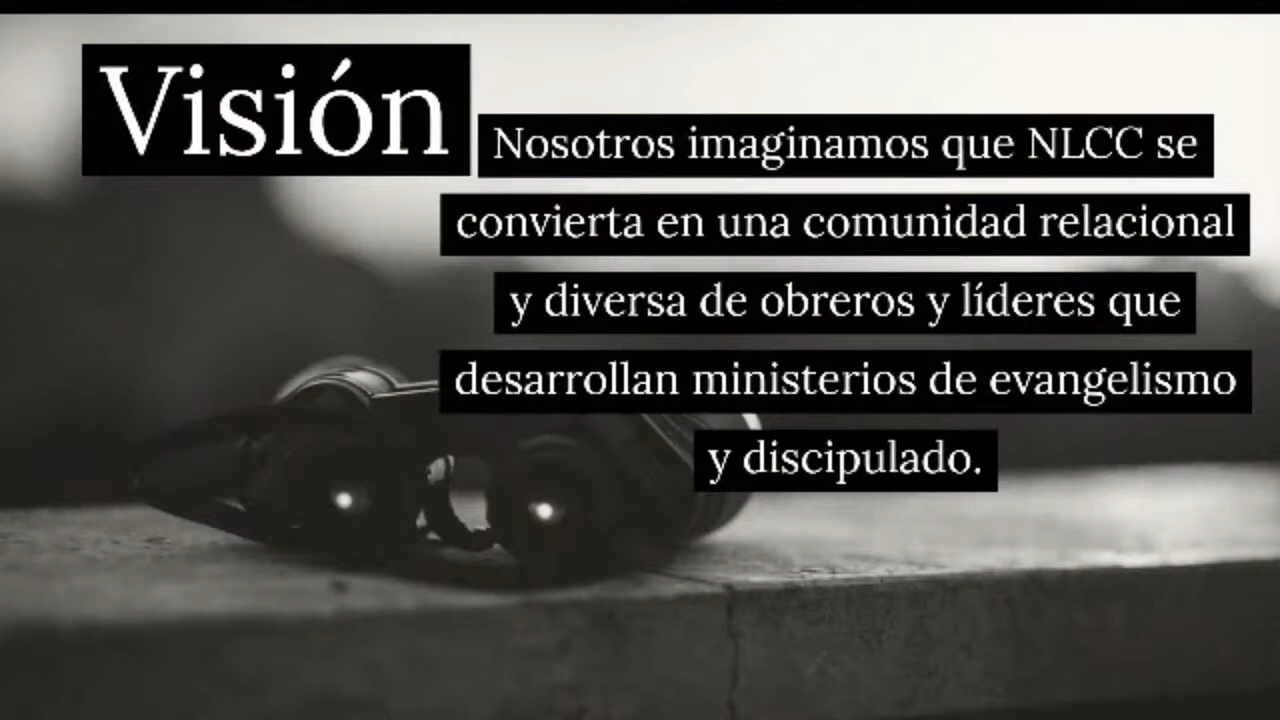 Visión
Nosotros imaginamos que NLCC se
convierta en una comunidad relacional
y diversa de obreros y líderes que
desarrollan ministerios de evangelismo
y discipulado.